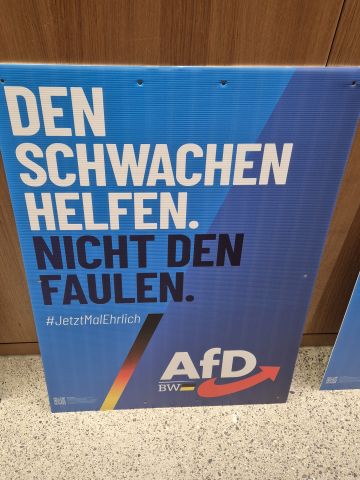 DEN
SCHWACHEN
HELFEN.
NICHT DEN
FAULEN.
#JetztMalEhrlich
AfD
BW